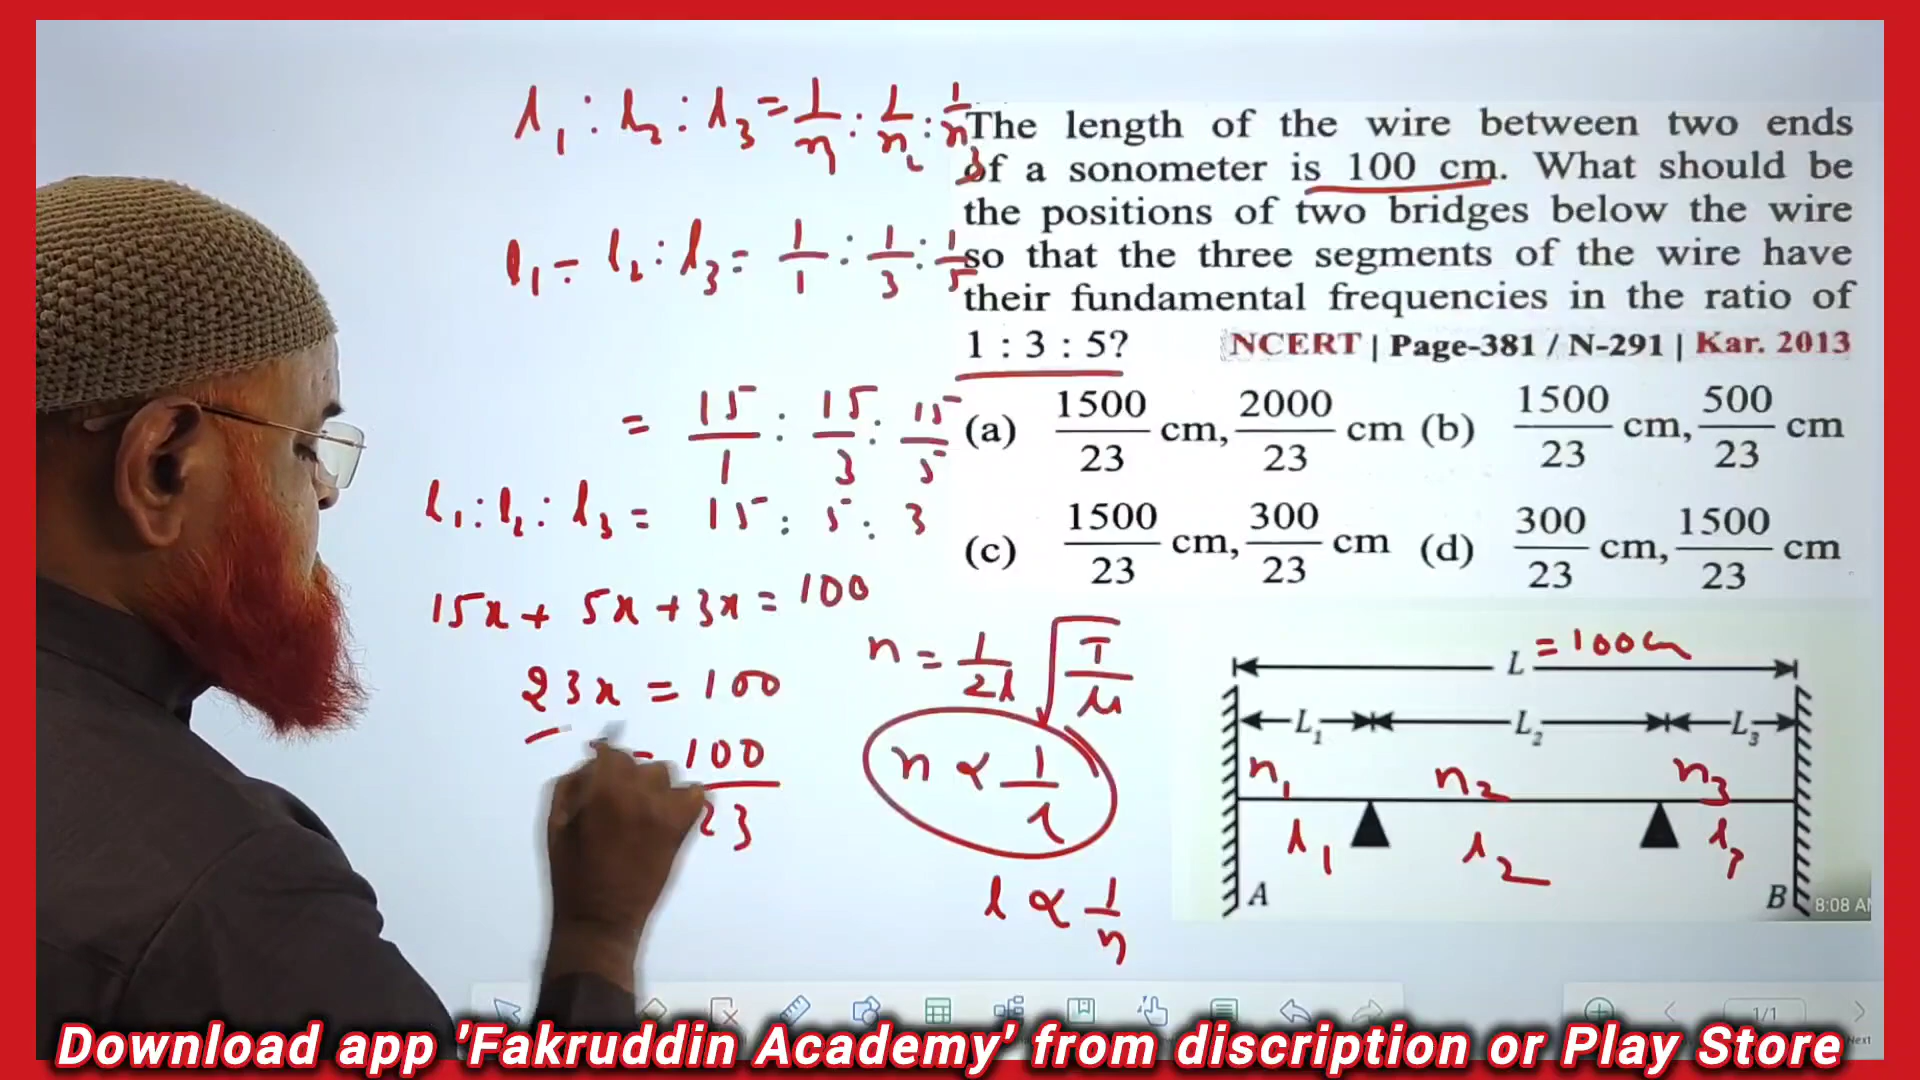 l₁ : l₂ : l₃ = 1/n : 1/n₂ : 1/n₃
l₁ = l₂ : l₃ = 1/1 : 1/3 : 1/5
= 15/1 : 15/3 : 15/5
l₁ : l₂ : l₃ = 15 : 5 : 3
15x + 5x + 3x = 100
23x = 100
= 100/23
The length of the wire between two ends
of a sonometer is 100 cm. What should be
the positions of two bridges below the wire
so that the three segments of the wire have
their fundamental frequencies in the ratio of
1 : 3 : 5? NCERT | Page-381 / N-291 | Kar. 2013
(a) 1500/23 cm, 2000/23 cm (b) 1500/23 cm, 500/23 cm
(c) 1500/23 cm, 300/23 cm (d) 300/23 cm, 1500/23 cm
n = 1/2l √T/μ
n ∝ 1/l
l ∝ 1/n
L = 100cm
L₁ L₂ L₃
n₁ n₂ n₃
l₁ l₂ l₃
A B
8:08 AM
1/1
Next
Download app 'Fakruddin Academy' from discription or Play Store